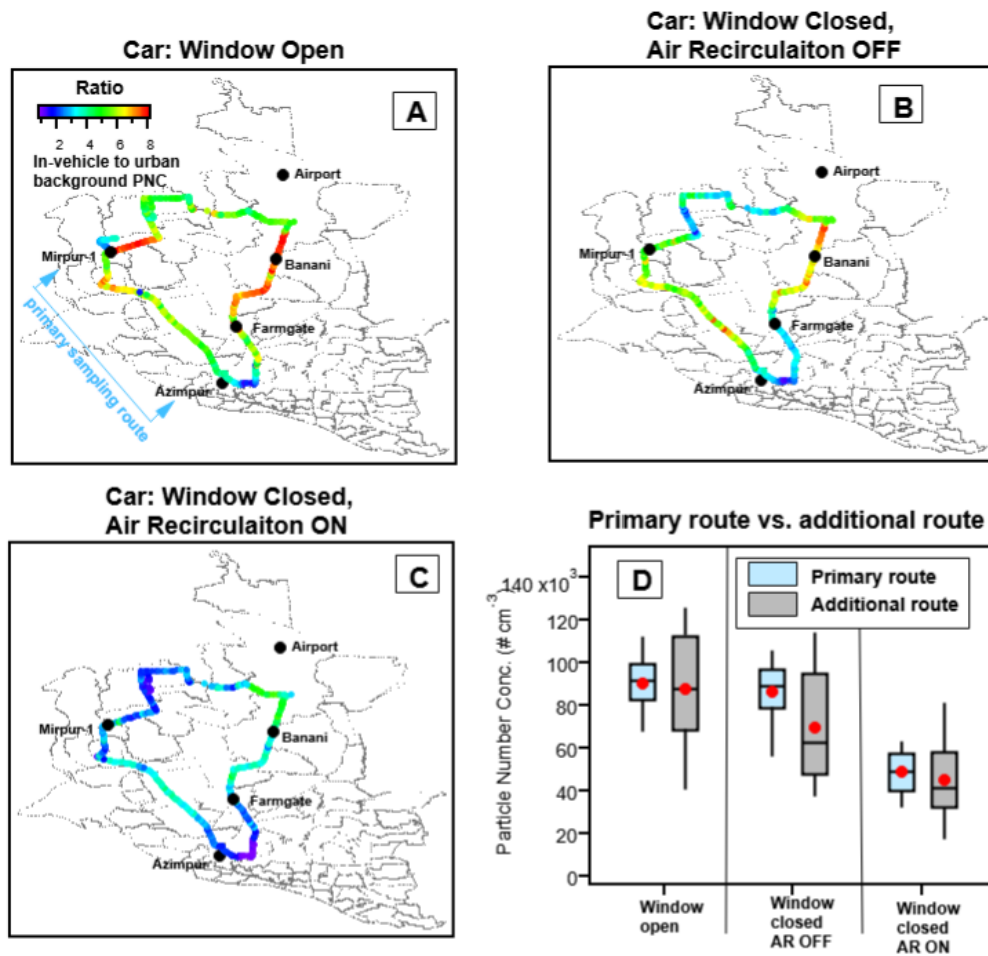 Car: Window Open
A
Ratio
2 4 6 8
In-vehicle to urban
background PNC
Airport
Mirpur-1
Banani
Farmgate
Azimpur
primary sampling route
Car: Window Closed,
Air Recirculaiton OFF
B
Airport
Mirpur-1
Banani
Farmgate
Azimpur
Car: Window Closed,
Air Recirculaiton ON
C
Airport
Mirpur-1
Banani
Farmgate
Azimpur
Primary route vs. additional route
D
Primary route
Additional route
Particle Number Conc. (# cm⁻³)
140 x10³
120
100
80
60
40
20
0
Window
open
Window
closed
AR OFF
Window
closed
AR ON